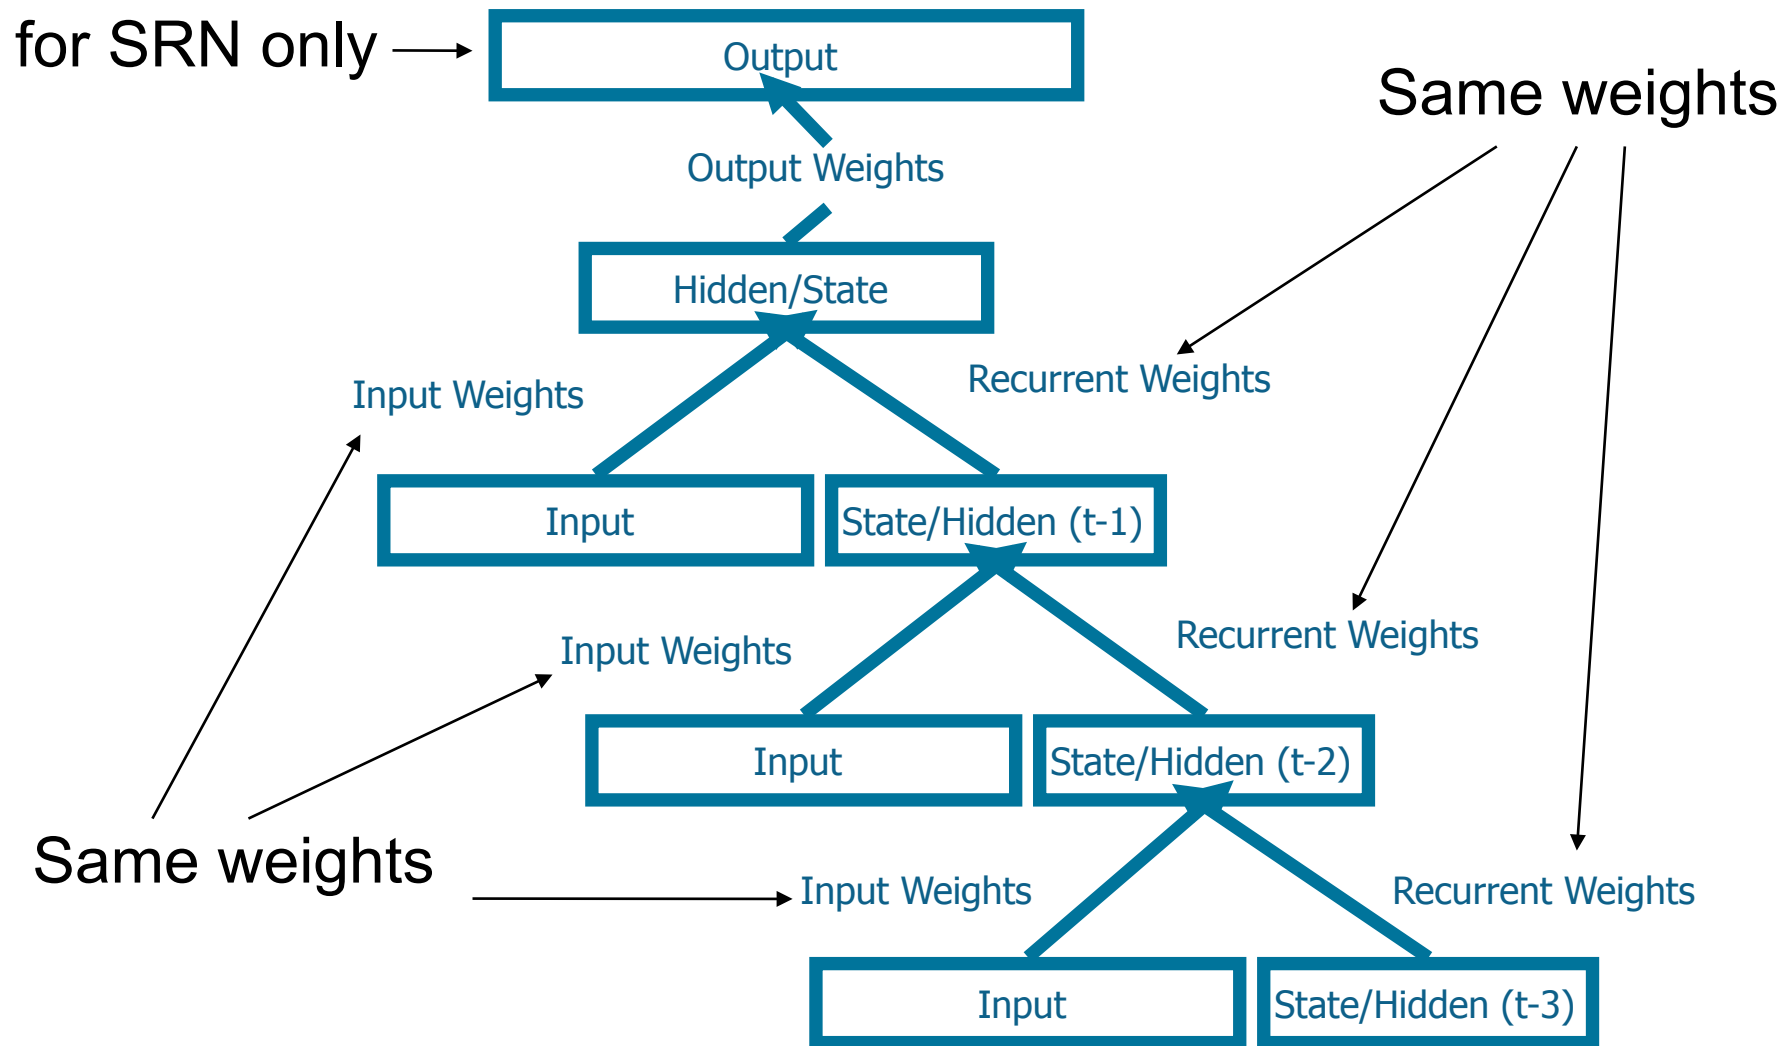 for SRN only
Output
Same weights
Output Weights
Hidden/State
Input Weights
Recurrent Weights
Input
State/Hidden (t-1)
Input Weights
Recurrent Weights
Input
State/Hidden (t-2)
Same weights
Input Weights
Recurrent Weights
Input
State/Hidden (t-3)